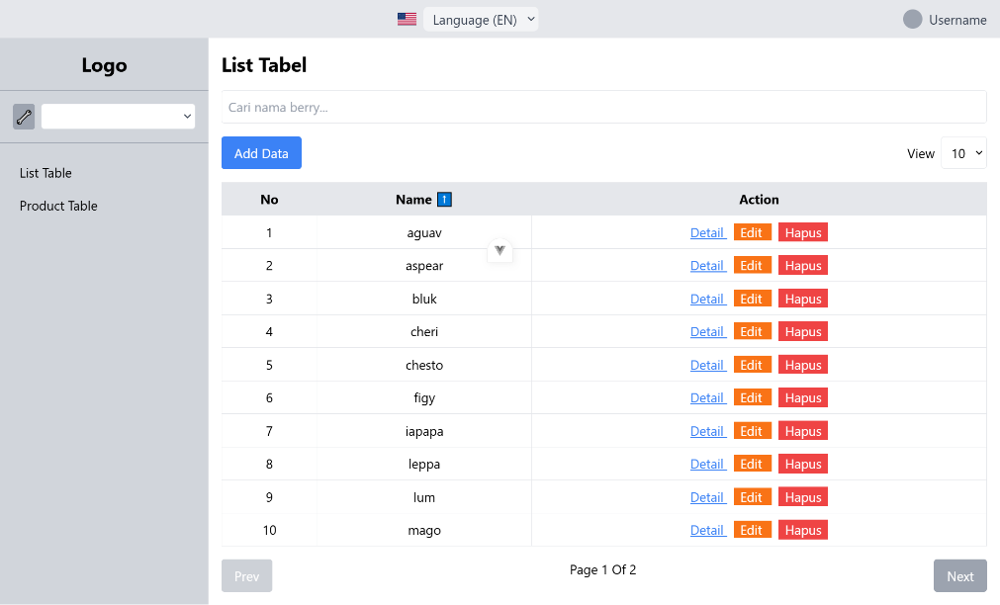 Language (EN)
Username
Logo
List Tabel
Cari nama berry...
Add Data
View 10
List Table
Product Table
No Name ↑ Action
1 aguav Detail Edit Hapus
2 aspear Detail Edit Hapus
3 bluk Detail Edit Hapus
4 cheri Detail Edit Hapus
5 chesto Detail Edit Hapus
6 figy Detail Edit Hapus
7 iapapa Detail Edit Hapus
8 leppa Detail Edit Hapus
9 lum Detail Edit Hapus
10 mago Detail Edit Hapus
Prev Page 1 Of 2 Next